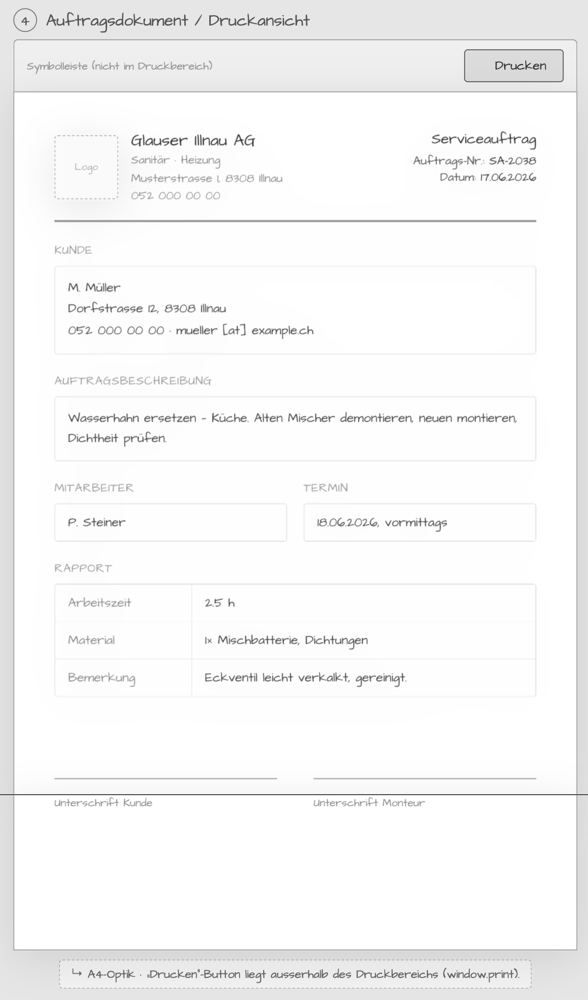 4 Auftragsdokument / Druckansicht
Symbolleiste (nicht im Druckbereich)
Drucken
Logo
Glauser Illnau AG
Sanitär · Heizung
Musterstrasse 1, 8308 Illnau
052 000 00 00
Serviceauftrag
Auftrags-Nr.: SA-2038
Datum: 17.06.2026
KUNDE
M. Müller
Dorfstrasse 12, 8308 Illnau
052 000 00 00 · mueller [at] example.ch
AUFTRAGSBESCHREIBUNG
Wasserhahn ersetzen – Küche. Alten Mischer demontieren, neuen montieren,
Dichtheit prüfen.
MITARBEITER
P. Steiner
TERMIN
18.06.2026, vormittags
RAPPORT
Arbeitszeit 2.5 h
Material 1× Mischbatterie, Dichtungen
Bemerkung Eckventil leicht verkalkt, gereinigt.
Unterschrift Kunde
Unterschrift Monteur
↳ A4-Optik · „Drucken"-Button liegt ausserhalb des Druckbereichs (window.print).